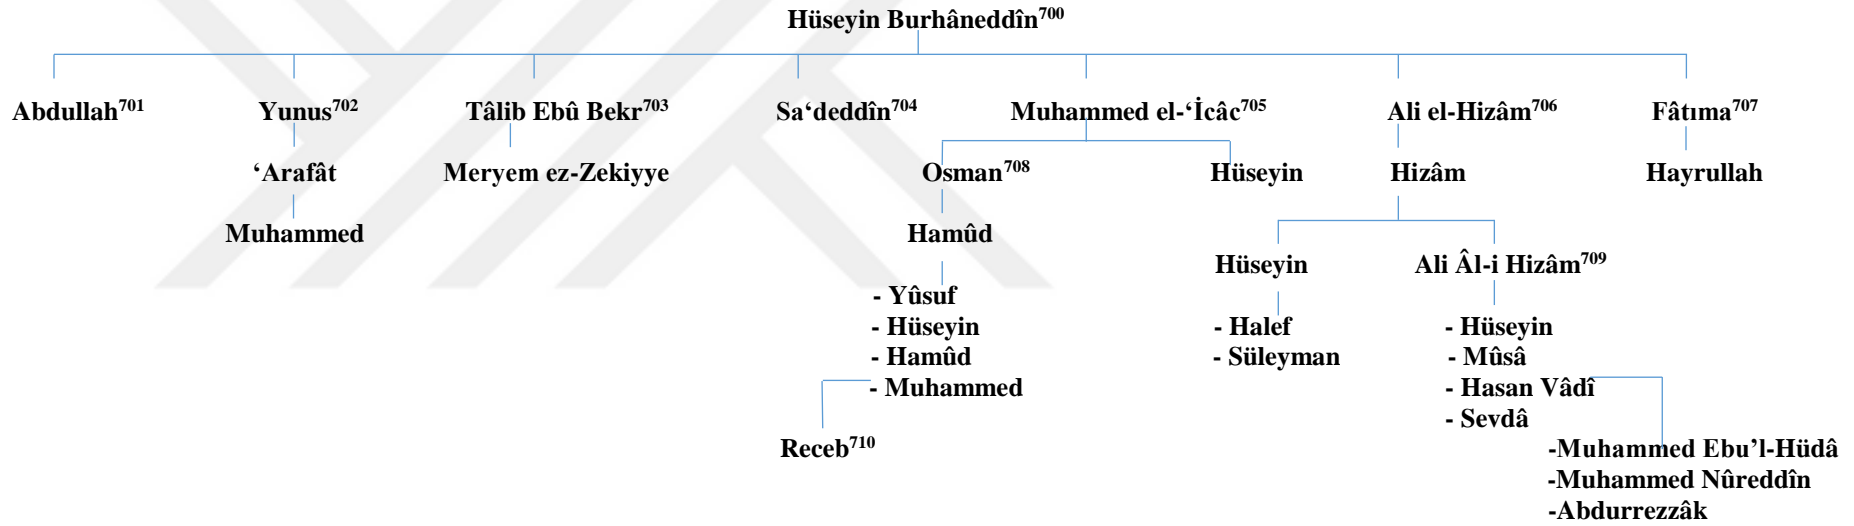 Hüseyin Burhâneddîn700
Abdullah701 Yunus702 Tâlib Ebû Bekr703 Sa‘deddîn704 Muhammed el-‘İcâc705 Ali el-Hizâm706 Fâtıma707
‘Arafât Meryem ez-Zekiyye Osman708 Hüseyin Hizâm Hayrullah
Muhammed Hamûd
Hüseyin Ali Âl-i Hizâm709
- Yûsuf
- Hüseyin - Halef - Hüseyin
- Hamûd - Süleyman - Mûsâ
- Muhammed - Hasan Vâdî
- Sevdâ
Receb710 -Muhammed Ebu’l-Hüdâ
-Muhammed Nûreddîn
-Abdurrezzâk